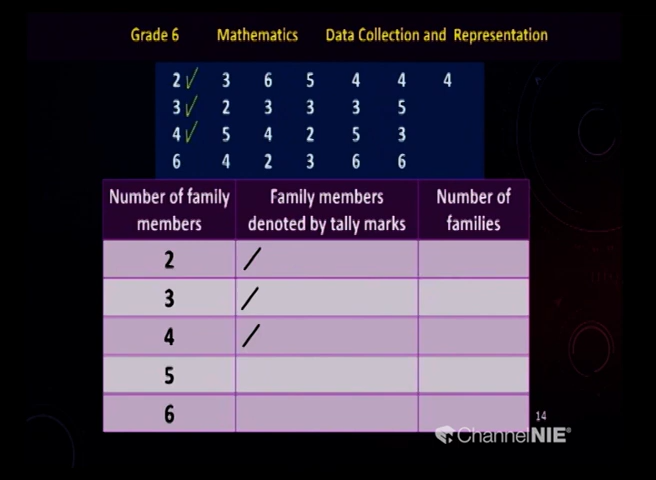 Grade 6 Mathematics Data Collection and Representation
2 ✓ 3 6 5 4 4 4
3 ✓ 2 3 3 3 5
4 ✓ 5 4 2 5 3
6 4 2 3 6 6
Number of family members Family members denoted by tally marks Number of families
2 /
3 /
4 /
5
6
14
ChannelNIE®